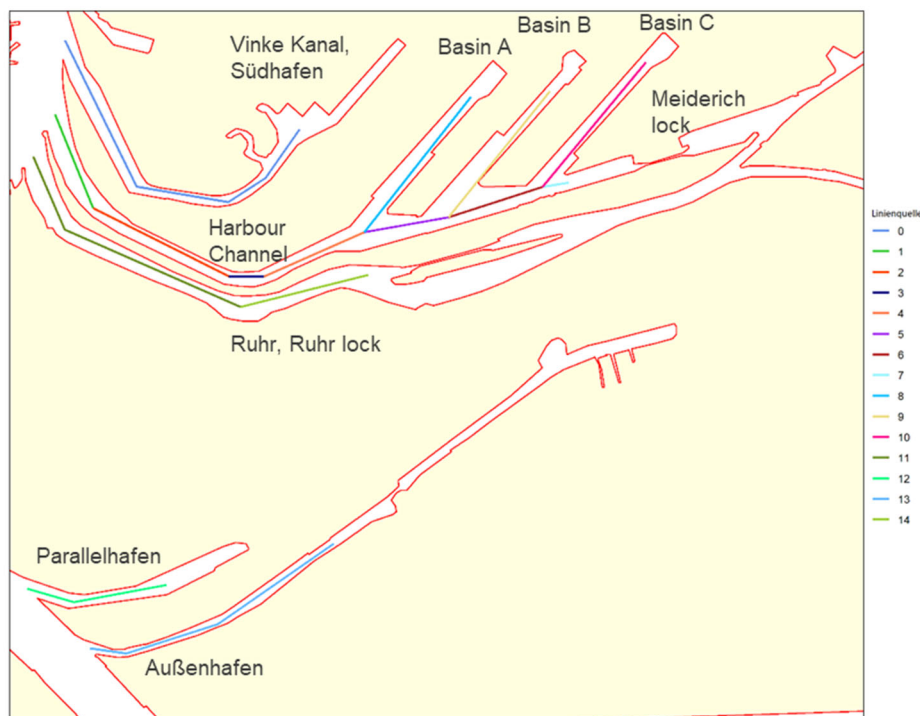 Vinke Kanal,
Südhafen
Basin A
Basin B
Basin C
Meiderich
lock
Harbour
Channel
Ruhr, Ruhr lock
Parallelhafen
Außenhafen
Linienquelle
0
1
2
3
4
5
6
7
8
9
10
11
12
13
14